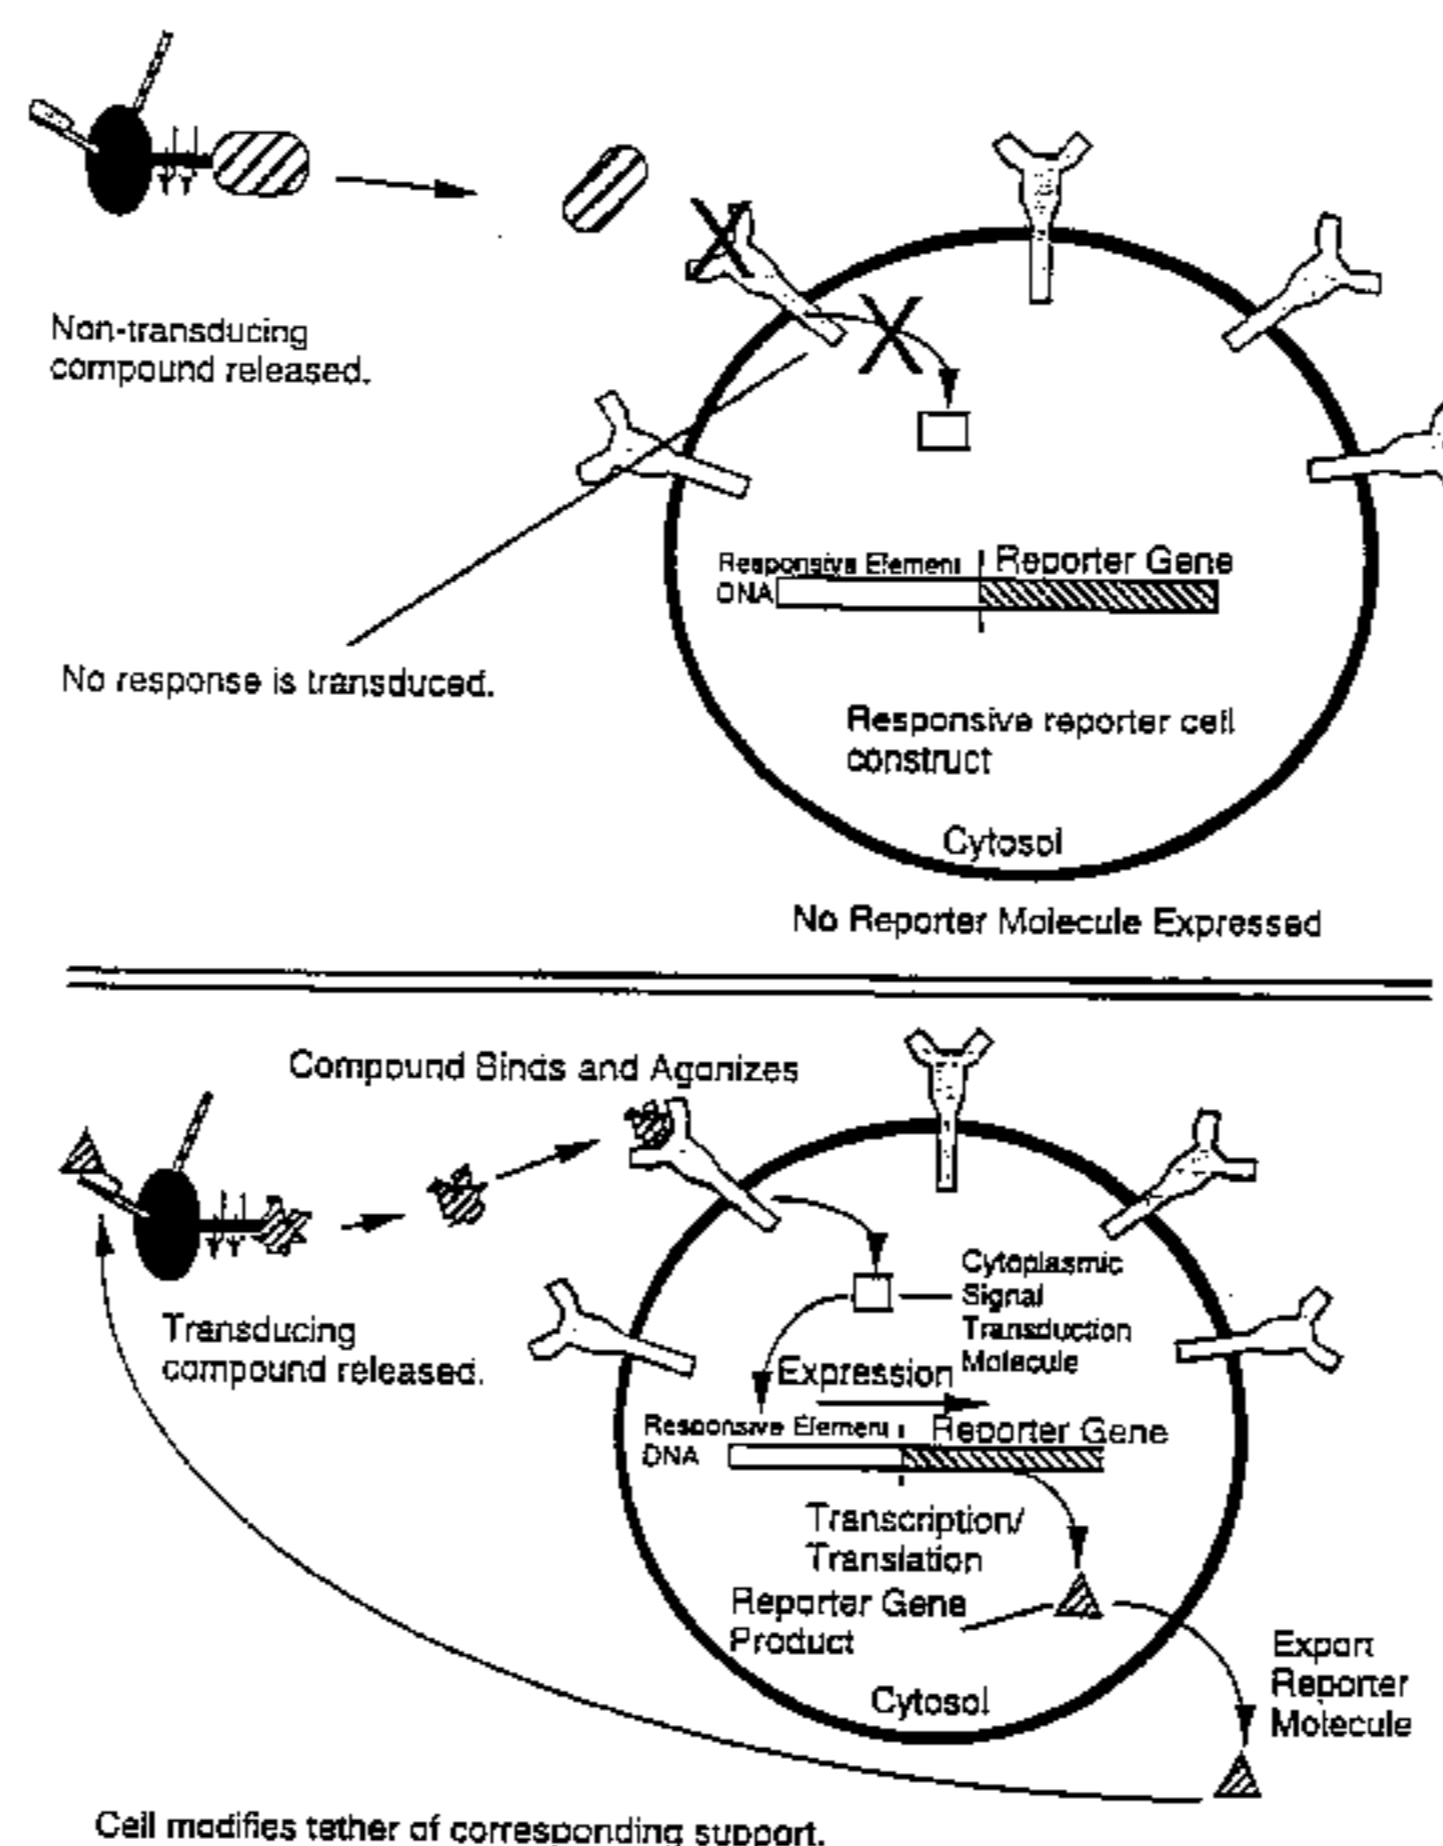 Non-transducing
compound released.
Responsive Element
Reporter Gene
DNA
No response is transduced.
Responsive reporter cell
construct
Cytosol
No Reporter Molecule Expressed
Compound Binds and Agonizes
Transducing
compound released.
Cytoplasmic
Signal
Transduction
Molecule
Expression
Responsive Element
Reporter Gene
DNA
Transcription/
Translation
Reporter Gene
Product
Cytosol
Export
Reporter
Molecule
Cell modifies tether of corresponding support.